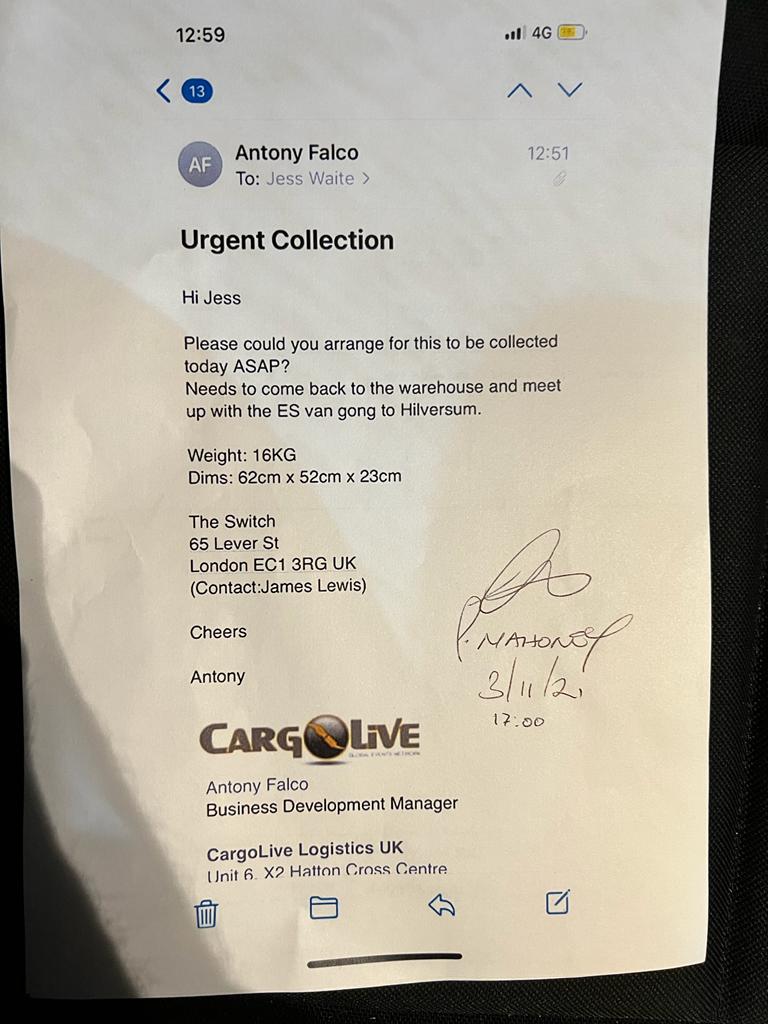 12:59
4G
13
AF
Antony Falco
12:51
To: Jess Waite >
Urgent Collection
Hi Jess
Please could you arrange for this to be collected
today ASAP?
Needs to come back to the warehouse and meet
up with the ES van gong to Hilversum.
Weight: 16KG
Dims: 62cm x 52cm x 23cm
The Switch
65 Lever St
London EC1 3RG UK
(Contact:James Lewis)
Cheers
Antony
P. MAHONEY
3/11/21
17:00
CARGOLIVE
GLOBAL EVENTS NETWORK
Antony Falco
Business Development Manager
CargoLive Logistics UK
Unit 6, X2 Hatton Cross Centre